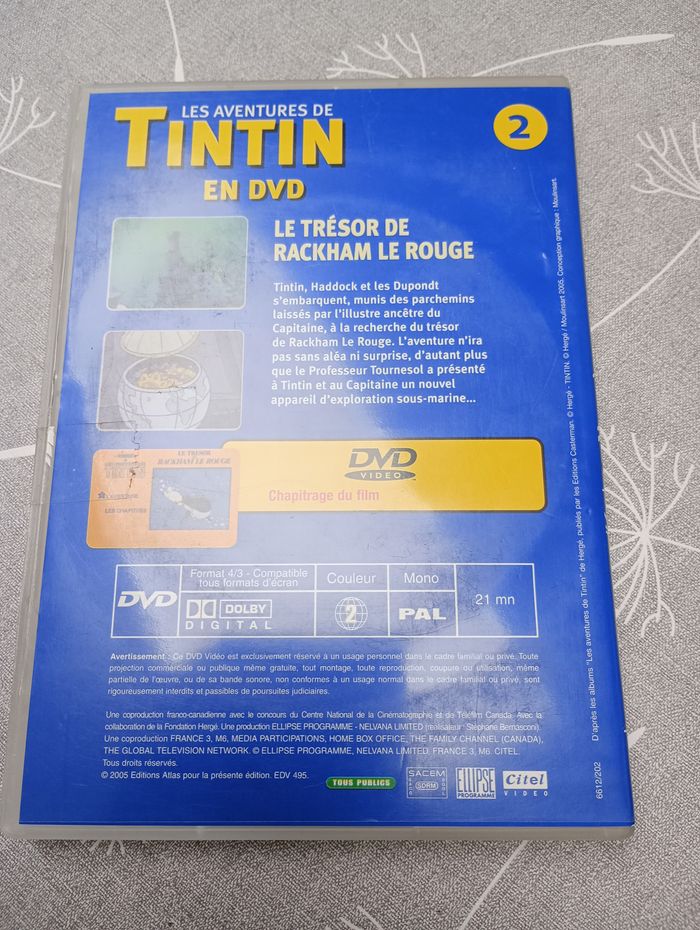 LES AVENTURES DE
TINTIN
EN DVD
2
LE TRÉSOR DE
RACKHAM LE ROUGE
Tintin, Haddock et les Dupondt
s'embarquent, munis des parchemins
laissés par l'illustre ancêtre du
Capitaine, à la recherche du trésor
de Rackham Le Rouge. L'aventure n'ira
pas sans aléa ni surprise, d'autant plus
que le Professeur Tournesol a présenté
à Tintin et au Capitaine un nouvel
appareil d'exploration sous-marine...
LE TRESOR
RACKHAM LE ROUGE
TINTIN
L'AVENTURE
LES CHAPITRES
DVD
VIDEO
Chapitrage du film
DVD
Format 4/3 - Compatible
tous formats d'écran
DOLBY
DIGITAL
Couleur
2
Mono
PAL
21 mn
Avertissement : Ce DVD Vidéo est exclusivement réservé à un usage personnel dans le cadre familial ou privé. Toute
projection commerciale ou publique même gratuite, tout montage, toute reproduction, coupure ou utilisation, même
partielle de l'œuvre, ou de sa bande sonore, non conformes à un usage normal dans le cadre familial ou privé, sont
rigoureusement interdits et passibles de poursuites judiciaires.
Une coproduction franco-canadienne avec le concours du Centre National de la Cinématographie et de Téléfilm Canada. Avec la
collaboration de la Fondation Hergé. Une production ELLIPSE PROGRAMME - NELVANA LIMITED (réalisateur : Stéphane Bernasconi).
Une coproduction FRANCE 3, M6, MEDIA PARTICIPATIONS, HOME BOX OFFICE, THE FAMILY CHANNEL (CANADA),
THE GLOBAL TELEVISION NETWORK. © ELLIPSE PROGRAMME, NELVANA LIMITED, FRANCE 3, M6, CITEL.
Tous droits réservés.
© 2005 Editions Atlas pour la présente édition. EDV 495.
TOUS PUBLICS
SACEM
SDRM
ELLIPSE
PROGRAMME
Citel
VIDEO
D'après les albums "Les aventures de Tintin" de Hergé, publiés par les Editions Casterman. © Hergé - TINTIN. © Hergé / Moulinsart 2005. Conception graphique : Moulinsart.
6612/202